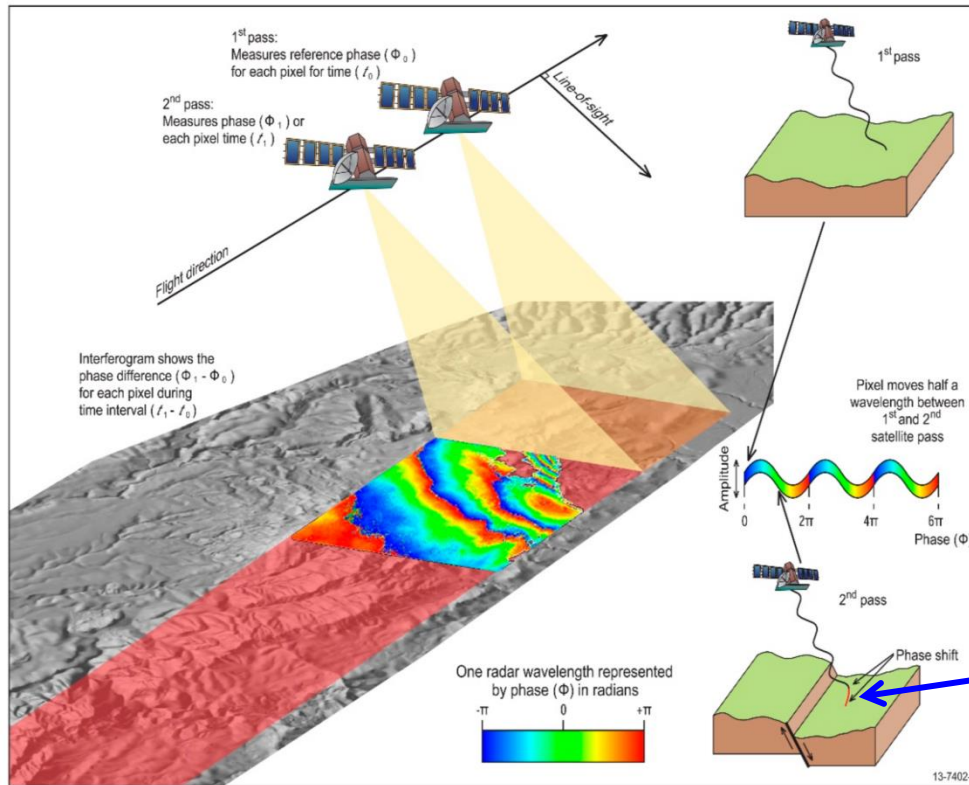 1st pass:
Measures reference phase (Φ0)
for each pixel for time (t0)
2nd pass:
Measures phase (Φ1) or
each pixel time (t1)
Line-of-sight
Flight direction
1st pass
Interferogram shows the
phase difference (Φ1 - Φ0)
for each pixel during
time interval (t1 - t0)
Pixel moves half a
wavelength between
1st and 2nd
satellite pass
Amplitude
0 2π 4π 6π
Phase (Φ)
2nd pass
Phase shift
One radar wavelength represented
by phase (Φ) in radians
-π 0 +π
13-7402-